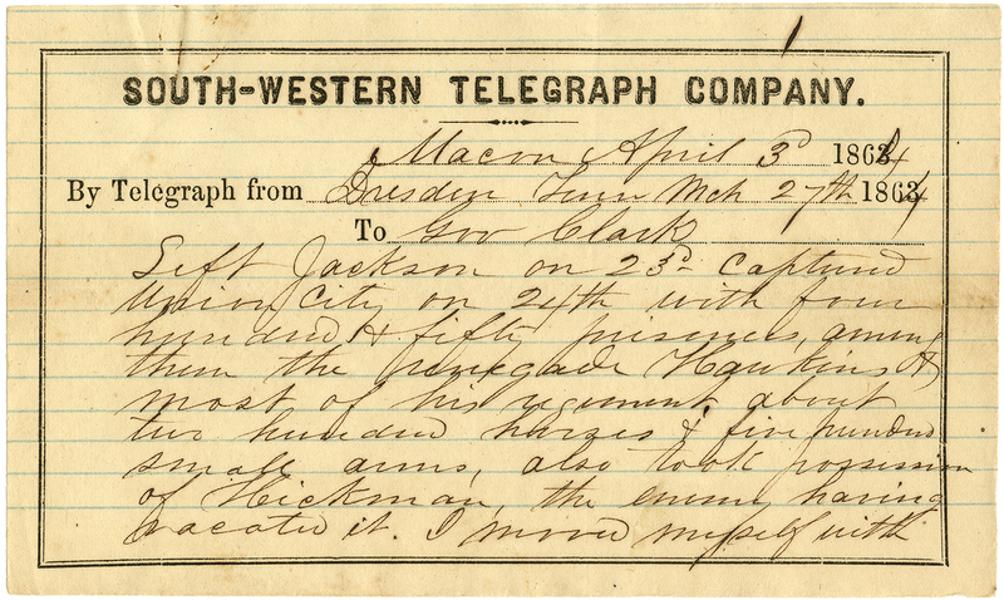 SOUTH-WESTERN TELEGRAPH COMPANY.
Macon April 3d 1864
By Telegraph from Dresden Tenn Mch 27th 1864
To Gov Clark
Left Jackson on 23d captured
Union City on 24th with four
hundred & fifty prisoners, among
them the renegade Hawkins &
most of his regiment, about
two hundred horses & five hundred
small arms, also took possession
of Hickman, the enemy having
vacated it. I moved myself with